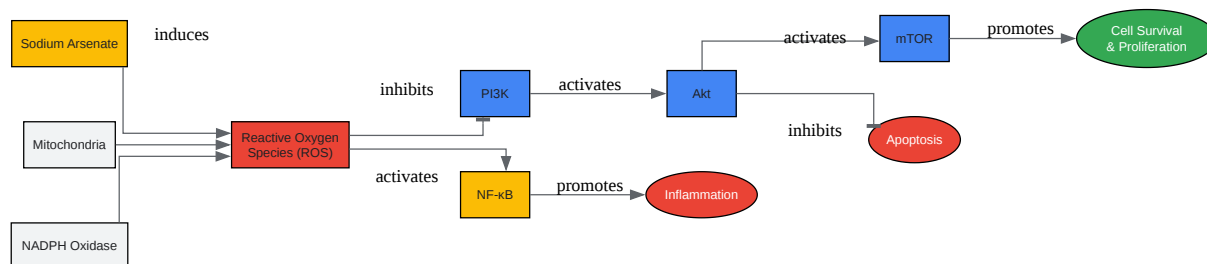 Sodium Arsenate
induces
Mitochondria
NADPH Oxidase
Reactive Oxygen
Species (ROS)
inhibits
activates
PI3K
NF-κB
activates
promotes
Akt
Inflammation
activates
inhibits
mTOR
Apoptosis
promotes
Cell Survival
& Proliferation